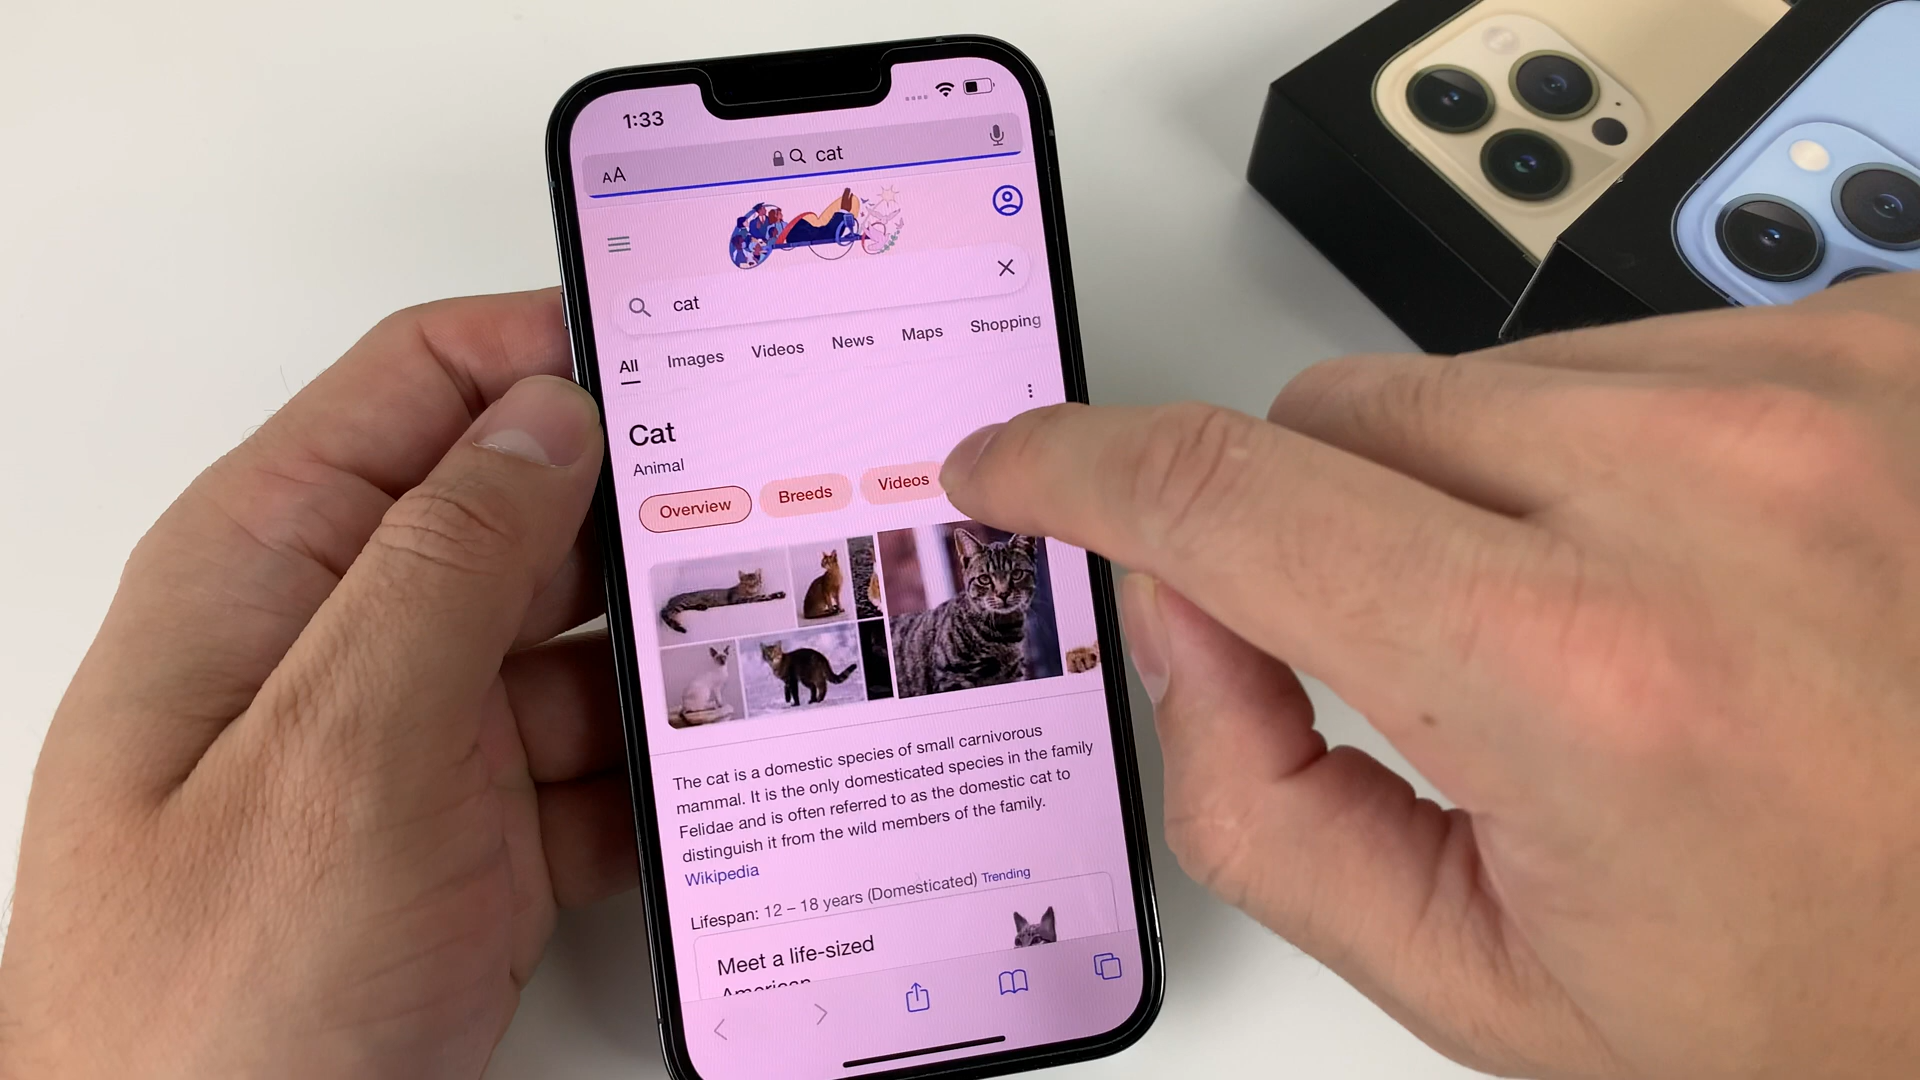 1:33
AA cat
cat
All Images Videos News Maps Shopping
Cat
Animal
Overview Breeds Videos
The cat is a domestic species of small carnivorous
mammal. It is the only domesticated species in the family
Felidae and is often referred to as the domestic cat to
distinguish it from the wild members of the family.
Wikipedia
Lifespan: 12 – 18 years (Domesticated) Trending
Meet a life-sized
American